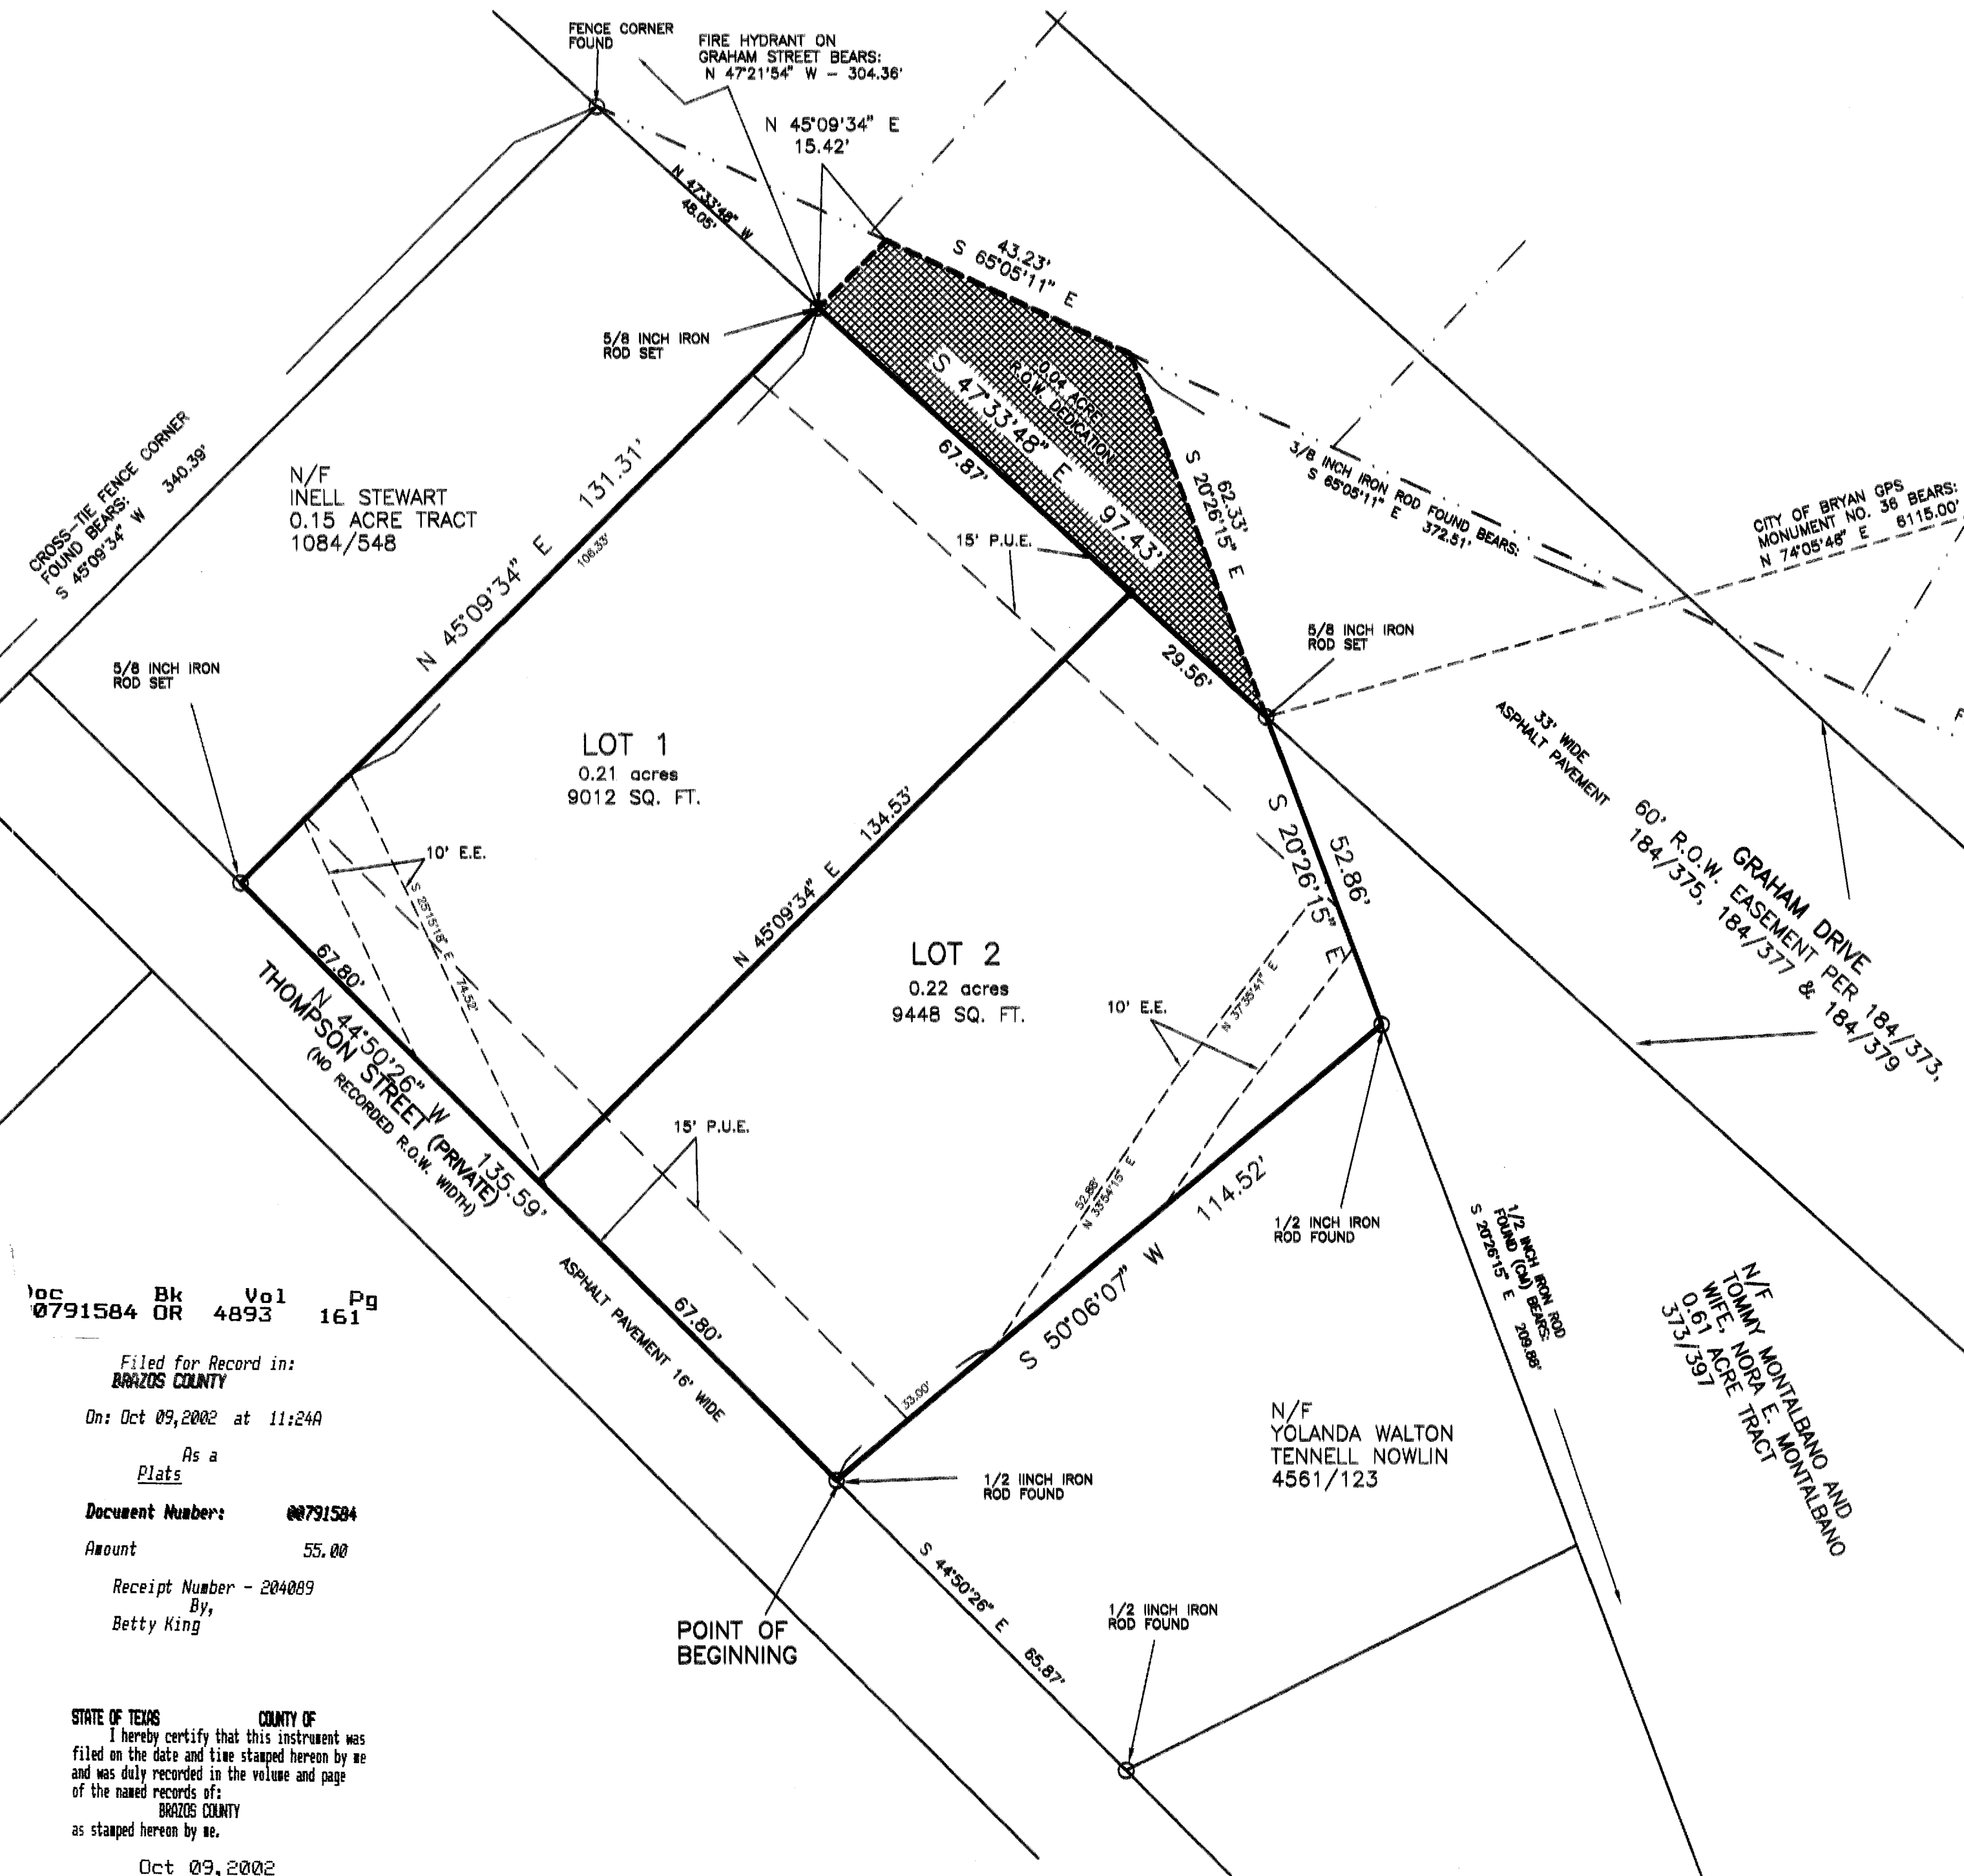 FENCE CORNER
FOUND
FIRE HYDRANT ON
GRAHAM STREET BEARS:
N 47°21'54" W – 304.36'
N 45°09'34" E
15.42'
N 47°33'48" W
48.05'
43.23'
S 65°05'11" E
5/8 INCH IRON
ROD SET
0.04 ACRE
R.O.W. DEDICATION
S 47°33'48" E 97.43'
67.87'
62.33'
S 20°26'15" E
3/8 INCH IRON ROD FOUND BEARS:
S 65°05'11" E 372.51'
CITY OF BRYAN GPS
MONUMENT NO. 36 BEARS:
N 74°05'46" E 6115.00'
CROSS-TIE FENCE CORNER
FOUND BEARS:
S 45°09'34" W 340.39'
N/F
INELL STEWART
0.15 ACRE TRACT
1084/548
131.31'
N 45°09'34" E
106.33'
15' P.U.E.
29.56'
5/8 INCH IRON
ROD SET
5/8 INCH IRON
ROD SET
33' WIDE
ASPHALT PAVEMENT
GRAHAM DRIVE
60' R.O.W. EASEMENT PER 184/373,
184/375, 184/377 & 184/379
LOT 1
0.21 acres
9012 SQ. FT.
10' E.E.
S 25°15'18" E 74.52'
134.53'
N 45°09'34" E
S 20°26'15" E
52.86'
LOT 2
0.22 acres
9448 SQ. FT.
10' E.E.
N 37°35'41" E
52.88'
N 33°54'15" E
67.80'
N 44°50'26" W 135.59'
THOMPSON STREET (PRIVATE)
(NO RECORDED R.O.W. WIDTH)
15' P.U.E.
114.52'
S 50°06'07" W
1/2 INCH IRON
ROD FOUND
1/2 INCH IRON ROD
FOUND (CM) BEARS:
S 20°26'15" E 209.86'
N/F
TOMMY MONTALBANO AND
WIFE, NORA E. MONTALBANO
0.61 ACRE TRACT
373/397
ASPHALT PAVEMENT 16' WIDE
67.80'
33.00'
N/F
YOLANDA WALTON
TENNELL NOWLIN
4561/123
1/2 IINCH IRON
ROD FOUND
POINT OF
BEGINNING
S 44°50'26" E 65.87'
1/2 IINCH IRON
ROD FOUND
Bk Vol Pg
00791584 OR 4893 161
Filed for Record in:
BRAZOS COUNTY
On: Oct 09,2002 at 11:24A
As a
Plats
Document Number: 00791584
Amount 55.00
Receipt Number - 204089
By,
Betty King
STATE OF TEXAS COUNTY OF
I hereby certify that this instrument was
filed on the date and time stamped hereon by me
and was duly recorded in the volume and page
of the named records of:
BRAZOS COUNTY
as stamped hereon by me.
Oct 09,2002